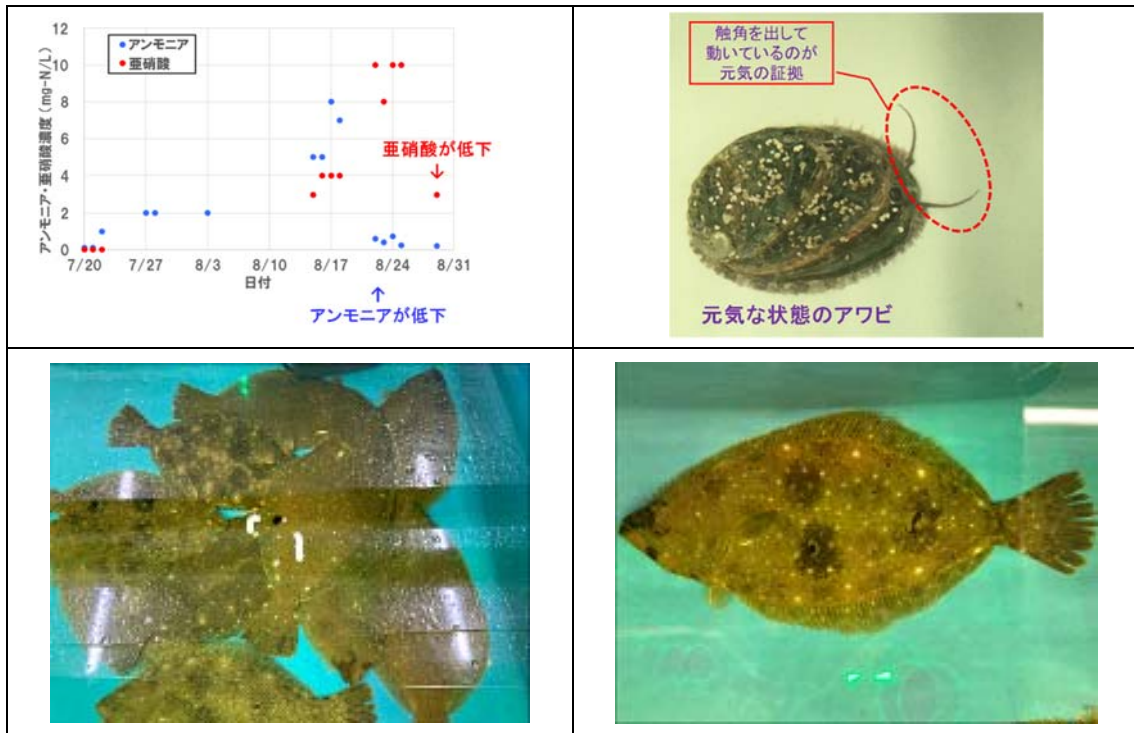 12
10
8
6
4
2
0
アンモニア・亜硝酸濃度(mg-N/L)
アンモニア
亜硝酸
亜硝酸が低下
↓
7/20 7/27 8/3 8/10 8/17 8/24 8/31
日付
↑
アンモニアが低下
触角を出して
動いているのが
元気の証拠
元気な状態のアワビ